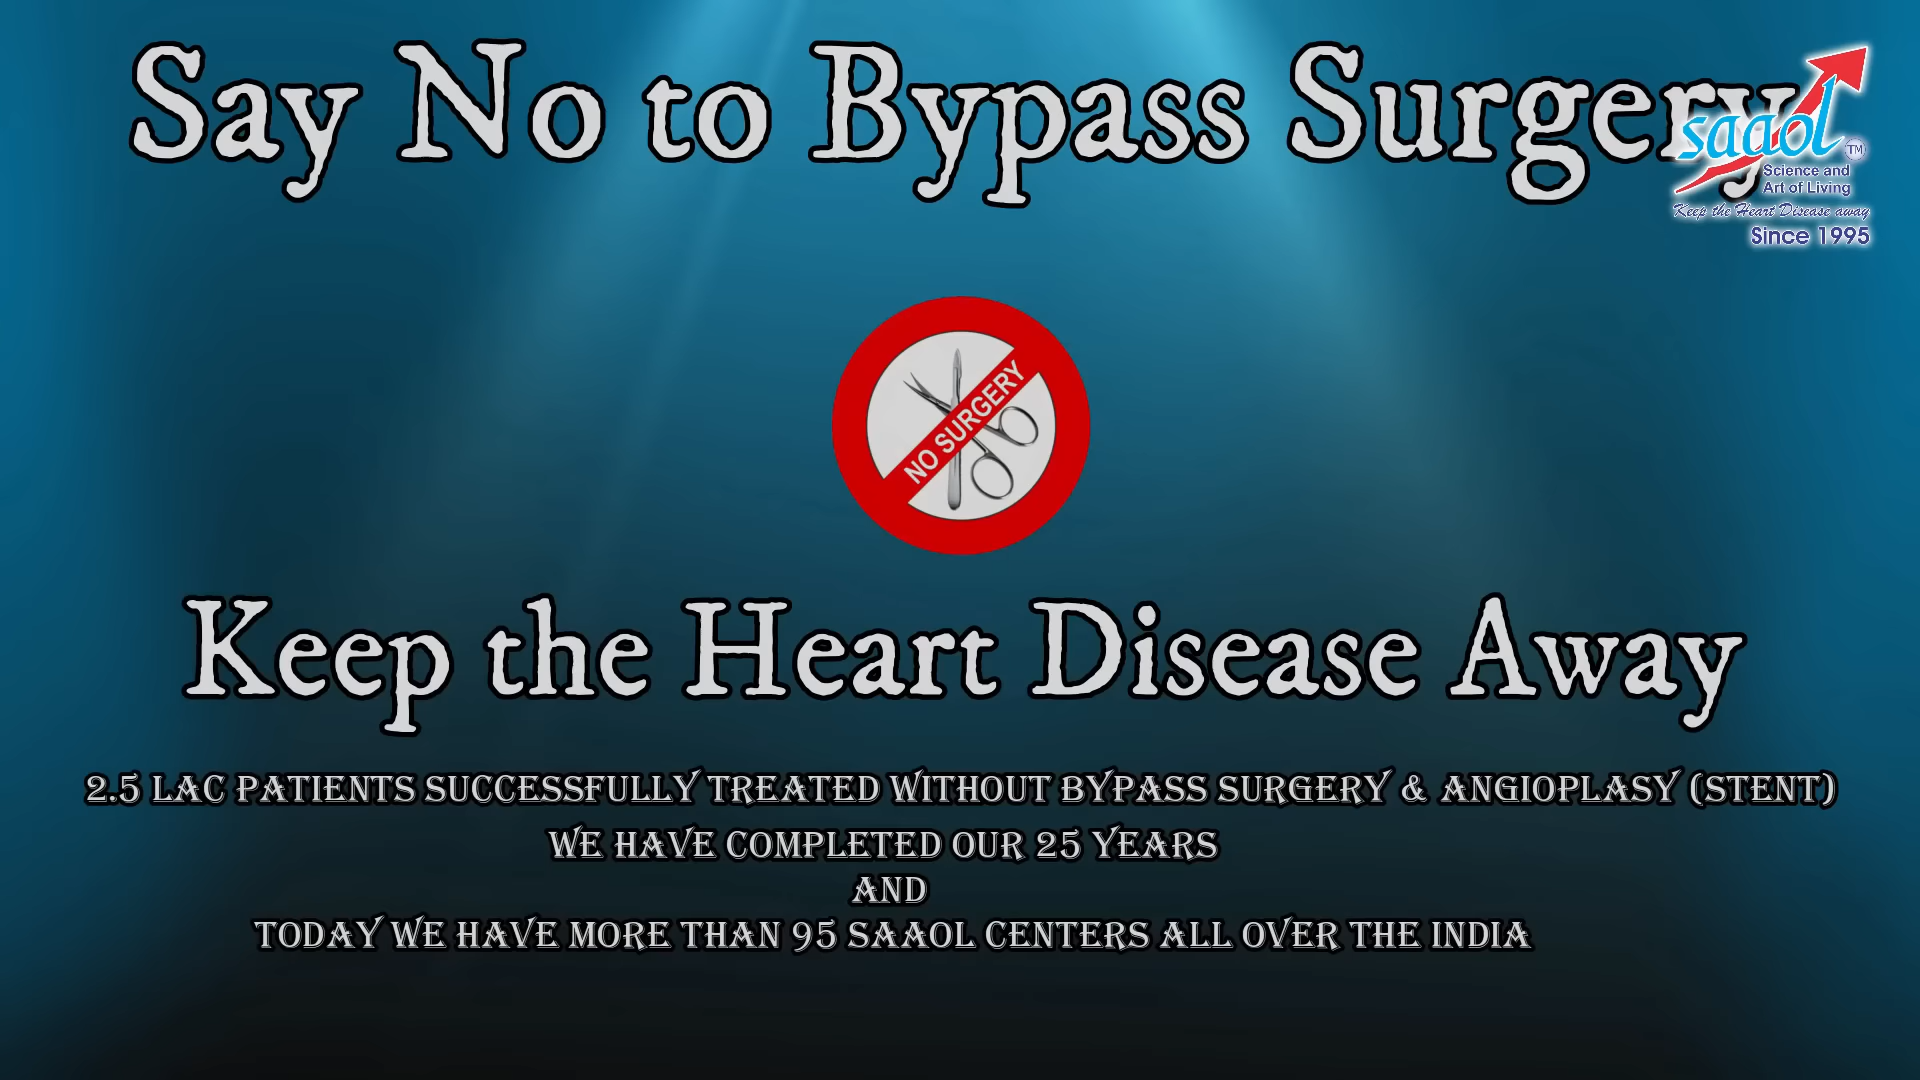 Say No to Bypass Surgery
saaol TM
Science and
Art of Living
Keep the Heart Disease away
Since 1995
NO SURGERY
Keep the Heart Disease Away
2.5 LAC PATIENTS SUCCESSFULLY TREATED WITHOUT BYPASS SURGERY & ANGIOPLASY (STENT)
WE HAVE COMPLETED OUR 25 YEARS
AND
TODAY WE HAVE MORE THAN 95 SAAOL CENTERS ALL OVER THE INDIA